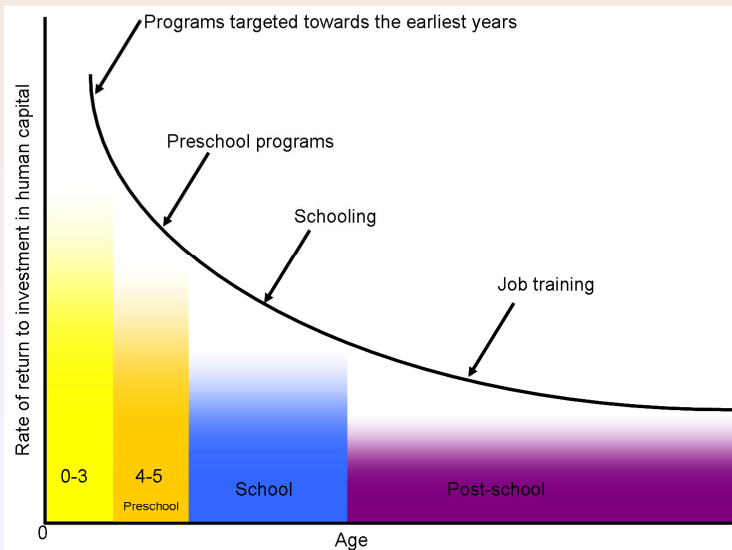 Programs targeted towards the earliest years
Preschool programs
Schooling
Job training
Rate of return to investment in human capital
0-3
4-5
Preschool
School
Post-school
0
Age